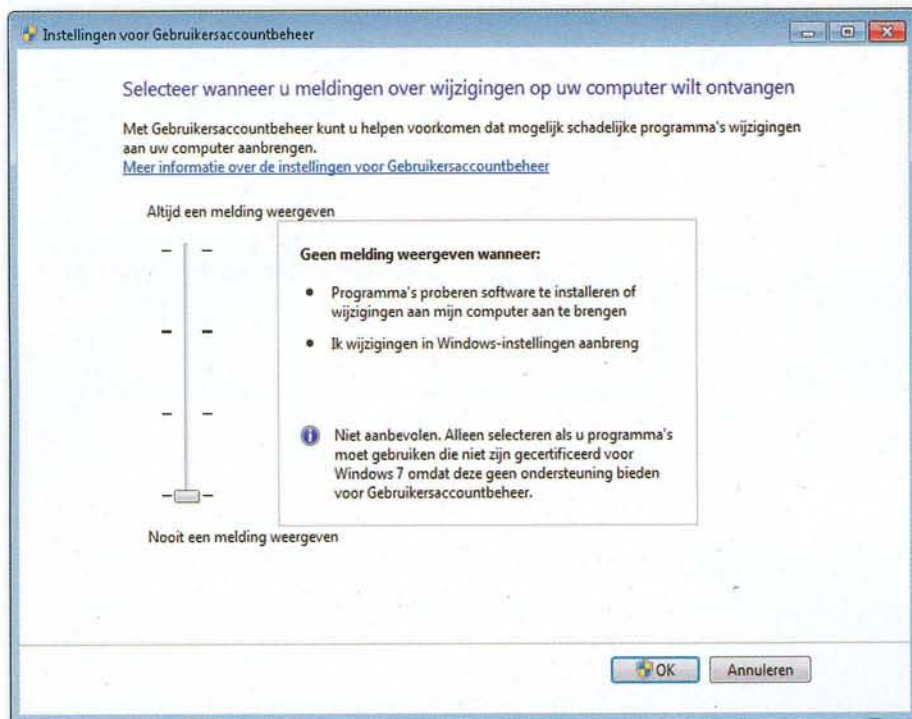 Instellingen voor Gebruikersaccountbeheer
Selecteer wanneer u meldingen over wijzigingen op uw computer wilt ontvangen
Met Gebruikersaccountbeheer kunt u helpen voorkomen dat mogelijk schadelijke programma's wijzigingen
aan uw computer aanbrengen.
Meer informatie over de instellingen voor Gebruikersaccountbeheer
Altijd een melding weergeven
Geen melding weergeven wanneer:
• Programma's proberen software te installeren of
wijzigingen aan mijn computer aan te brengen
• Ik wijzigingen in Windows-instellingen aanbreng
Niet aanbevolen. Alleen selecteren als u programma's
moet gebruiken die niet zijn gecertificeerd voor
Windows 7 omdat deze geen ondersteuning bieden
voor Gebruikersaccountbeheer.
Nooit een melding weergeven
OK
Annuleren